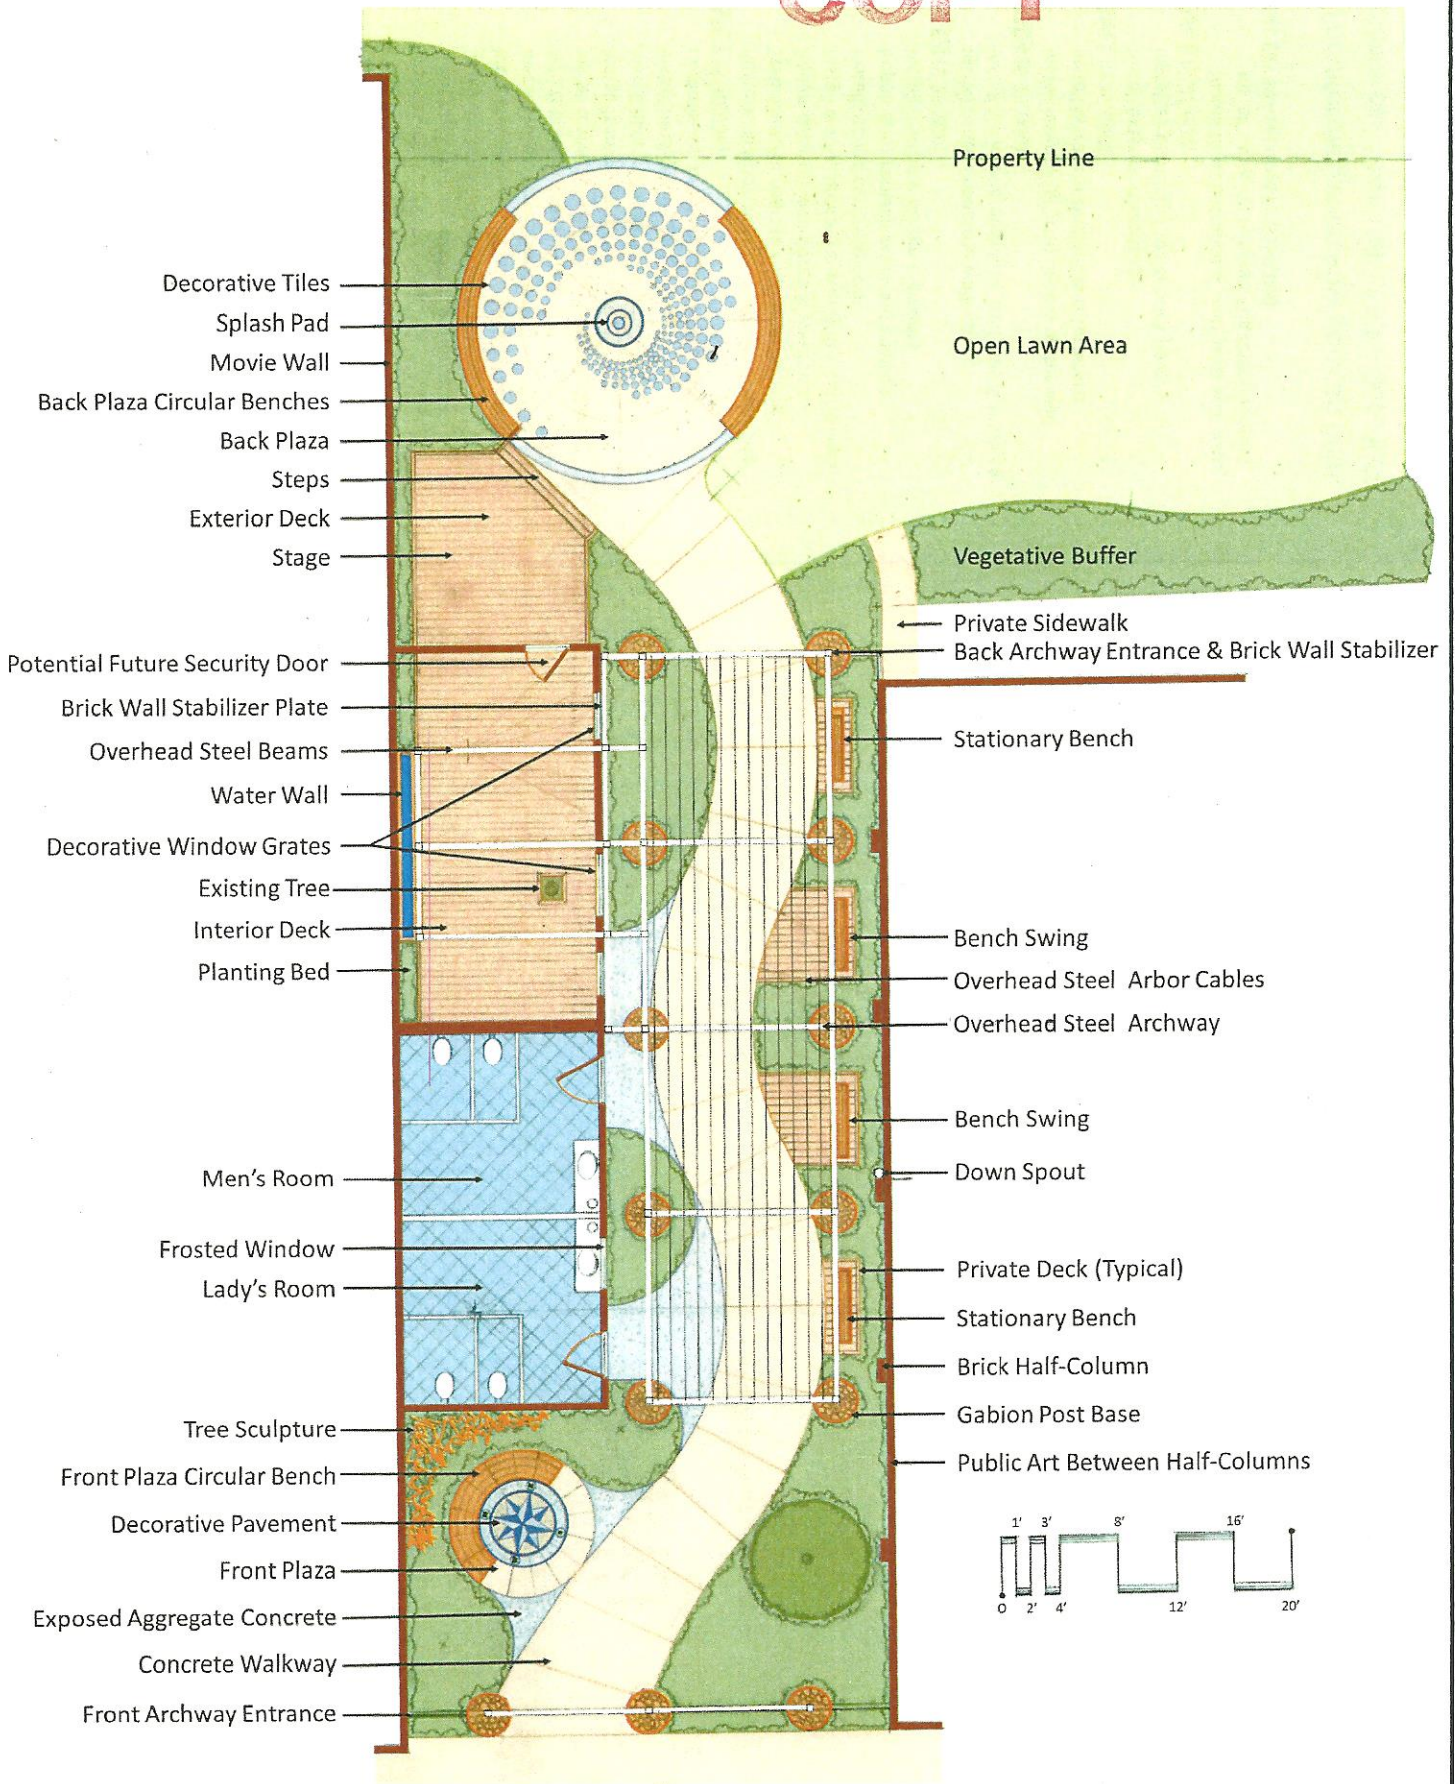 COPY
Property Line
Decorative Tiles
Splash Pad
Open Lawn Area
Movie Wall
Back Plaza Circular Benches
Back Plaza
Steps
Exterior Deck
Stage
Vegetative Buffer
Private Sidewalk
Back Archway Entrance & Brick Wall Stabilizer
Potential Future Security Door
Brick Wall Stabilizer Plate
Stationary Bench
Overhead Steel Beams
Water Wall
Decorative Window Grates
Existing Tree
Interior Deck
Bench Swing
Planting Bed
Overhead Steel Arbor Cables
Overhead Steel Archway
Bench Swing
Down Spout
Men's Room
Frosted Window
Private Deck (Typical)
Lady's Room
Stationary Bench
Brick Half-Column
Gabion Post Base
Tree Sculpture
Public Art Between Half-Columns
Front Plaza Circular Bench
Decorative Pavement
Front Plaza
Exposed Aggregate Concrete
Concrete Walkway
Front Archway Entrance
1' 3' 8' 16'
0 2' 4' 12' 20'